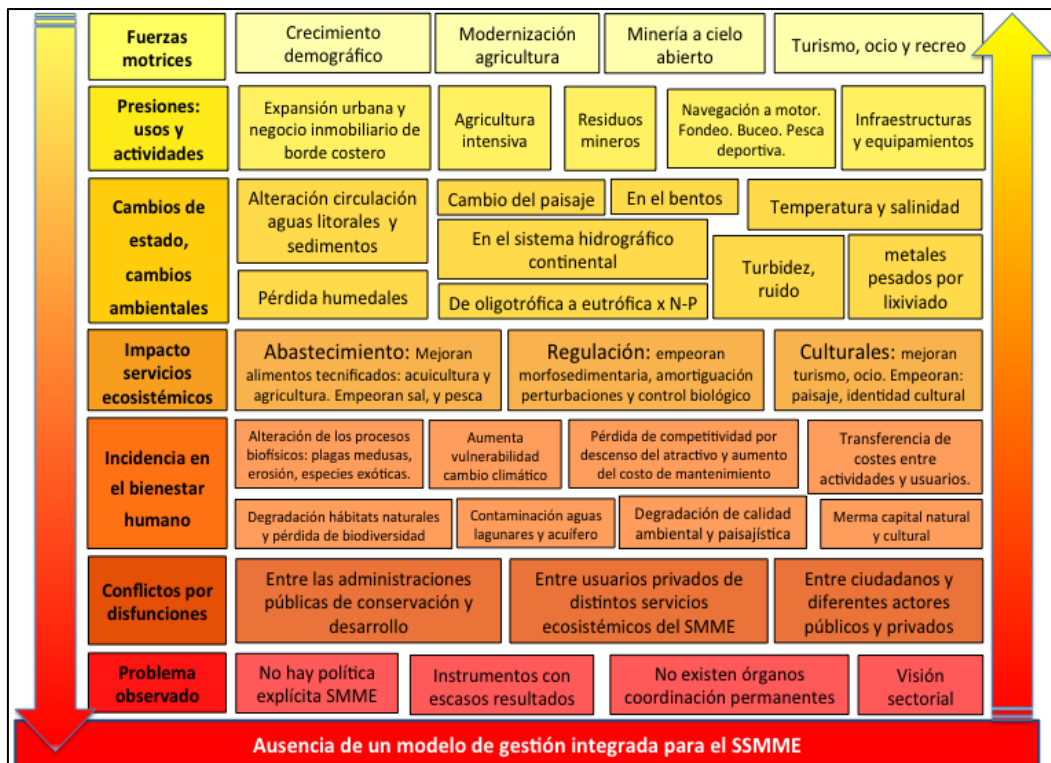 Fuerzas
motrices
Crecimiento
demográfico
Modernización
agricultura
Minería a cielo
abierto
Turismo, ocio y recreo
Presiones:
usos y
actividades
Expansión urbana y
negocio inmobiliario de
borde costero
Agricultura
intensiva
Residuos
mineros
Navegación a motor.
Fondeo. Buceo. Pesca
deportiva.
Infraestructuras
y equipamientos
Cambios de
estado,
cambios
ambientales
Alteración circulación
aguas litorales y
sedimentos
Cambio del paisaje
En el bentos
Temperatura y salinidad
En el sistema hidrográfico
continental
Turbidez,
ruido
metales
pesados por
lixiviado
Pérdida humedales
De oligotrófica a eutrófica x N-P
Impacto
servicios
ecosistémicos
Abastecimiento: Mejoran
alimentos tecnificados: acuicultura y
agricultura. Empeoran sal, y pesca
Regulación: empeoran
morfosedimentaria, amortiguación
perturbaciones y control biológico
Culturales: mejoran
turismo, ocio. Empeoran:
paisaje, identidad cultural
Incidencia en
el bienestar
humano
Alteración de los procesos
biofísicos: plagas medusas,
erosión, especies exóticas.
Aumenta
vulnerabilidad
cambio climático
Pérdida de competitividad por
descenso del atractivo y aumento
del costo de mantenimiento
Transferencia de
costes entre
actividades y usuarios.
Degradación hábitats naturales
y pérdida de biodiversidad
Contaminación aguas
lagunares y acuífero
Degradación de calidad
ambiental y paisajística
Merma capital natural
y cultural
Conflictos por
disfunciones
Entre las administraciones
públicas de conservación y
desarrollo
Entre usuarios privados de
distintos servicios
ecosistémicos del SMME
Entre ciudadanos y
diferentes actores
públicos y privados
Problema
observado
No hay política
explícita SMME
Instrumentos con
escasos resultados
No existen órganos
coordinación permanentes
Visión
sectorial
Ausencia de un modelo de gestión integrada para el SSMME